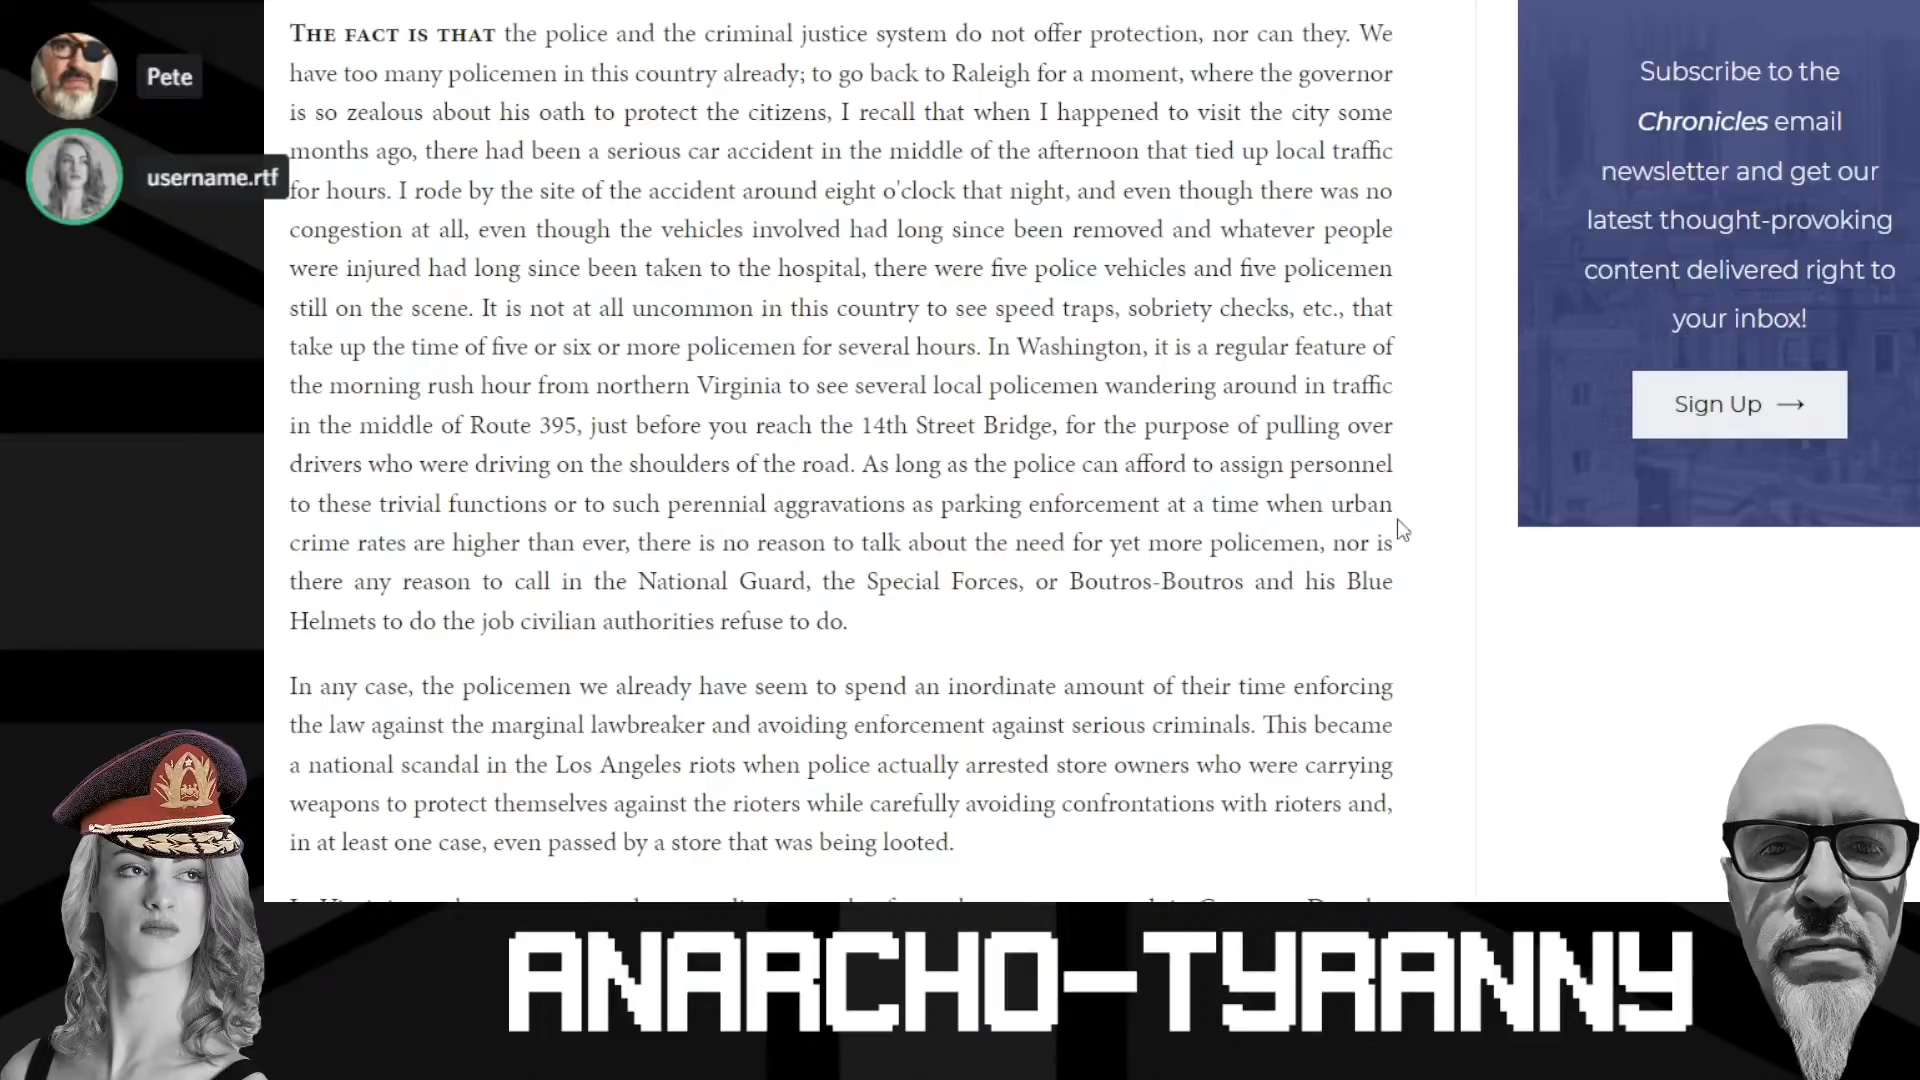 Pete
username.rtf
THE FACT IS THAT the police and the criminal justice system do not offer protection, nor can they. We
have too many policemen in this country already; to go back to Raleigh for a moment, where the governor
is so zealous about his oath to protect the citizens, I recall that when I happened to visit the city some
months ago, there had been a serious car accident in the middle of the afternoon that tied up local traffic
for hours. I rode by the site of the accident around eight o'clock that night, and even though there was no
congestion at all, even though the vehicles involved had long since been removed and whatever people
were injured had long since been taken to the hospital, there were five police vehicles and five policemen
still on the scene. It is not at all uncommon in this country to see speed traps, sobriety checks, etc., that
take up the time of five or six or more policemen for several hours. In Washington, it is a regular feature of
the morning rush hour from northern Virginia to see several local policemen wandering around in traffic
in the middle of Route 395, just before you reach the 14th Street Bridge, for the purpose of pulling over
drivers who were driving on the shoulders of the road. As long as the police can afford to assign personnel
to these trivial functions or to such perennial aggravations as parking enforcement at a time when urban
crime rates are higher than ever, there is no reason to talk about the need for yet more policemen, nor is
there any reason to call in the National Guard, the Special Forces, or Boutros-Boutros and his Blue
Helmets to do the job civilian authorities refuse to do.
In any case, the policemen we already have seem to spend an inordinate amount of their time enforcing
the law against the marginal lawbreaker and avoiding enforcement against serious criminals. This became
a national scandal in the Los Angeles riots when police actually arrested store owners who were carrying
weapons to protect themselves against the rioters while carefully avoiding confrontations with rioters and,
in at least one case, even passed by a store that was being looted.
Subscribe to the
Chronicles email
newsletter and get our
latest thought-provoking
content delivered right to
your inbox!
Sign Up →
ANARCHO-TYRANNY